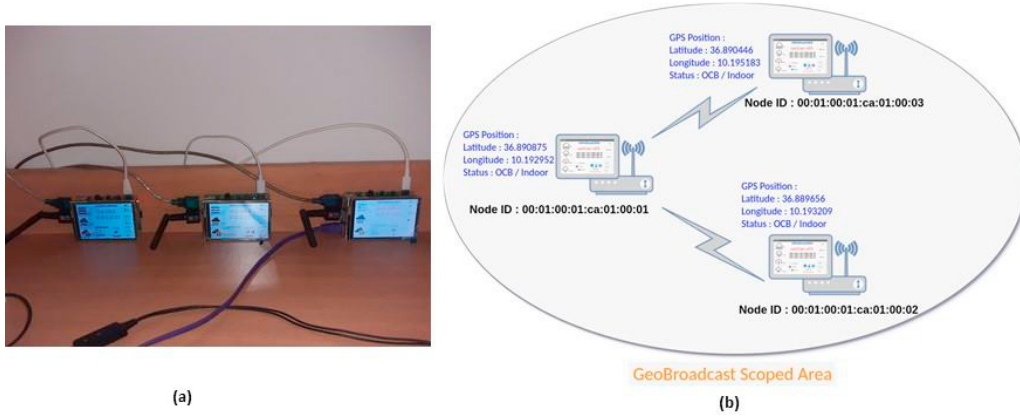 GPS Position :
Latitude : 36.890446
Longitude : 10.195183
Status : OCB / Indoor
Node ID : 00:01:00:01:ca:01:00:03
GPS Position :
Latitude : 36.890875
Longitude : 10.192952
Status : OCB / Indoor
Node ID : 00:01:00:01:ca:01:00:01
GPS Position :
Latitude : 36.889656
Longitude : 10.193209
Status : OCB / Indoor
Node ID : 00:01:00:01:ca:01:00:02
GeoBroadcast Scoped Area
(a)
(b)